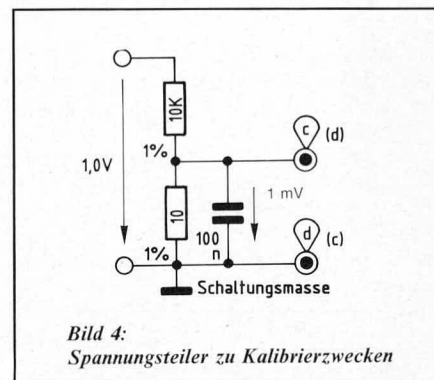 10K
c
(d)
1%
1,0V
10
1 mV
100
n
d
(c)
1%
Schaltungsmasse
Bild 4:
Spannungsteiler zu Kalibrierzwecken